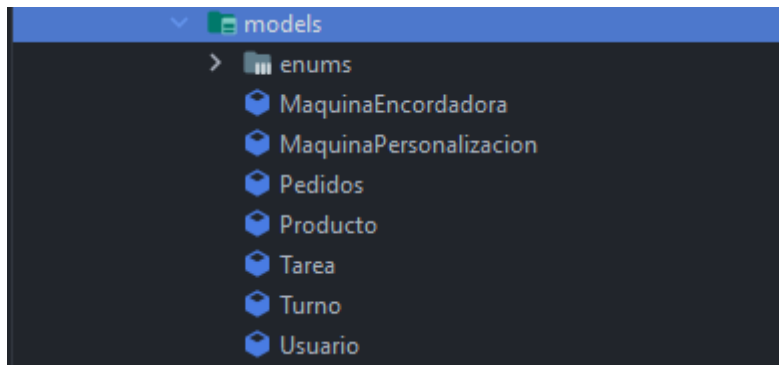 models
enums
MaquinaEncordadora
MaquinaPersonalizacion
Pedidos
Producto
Tarea
Turno
Usuario